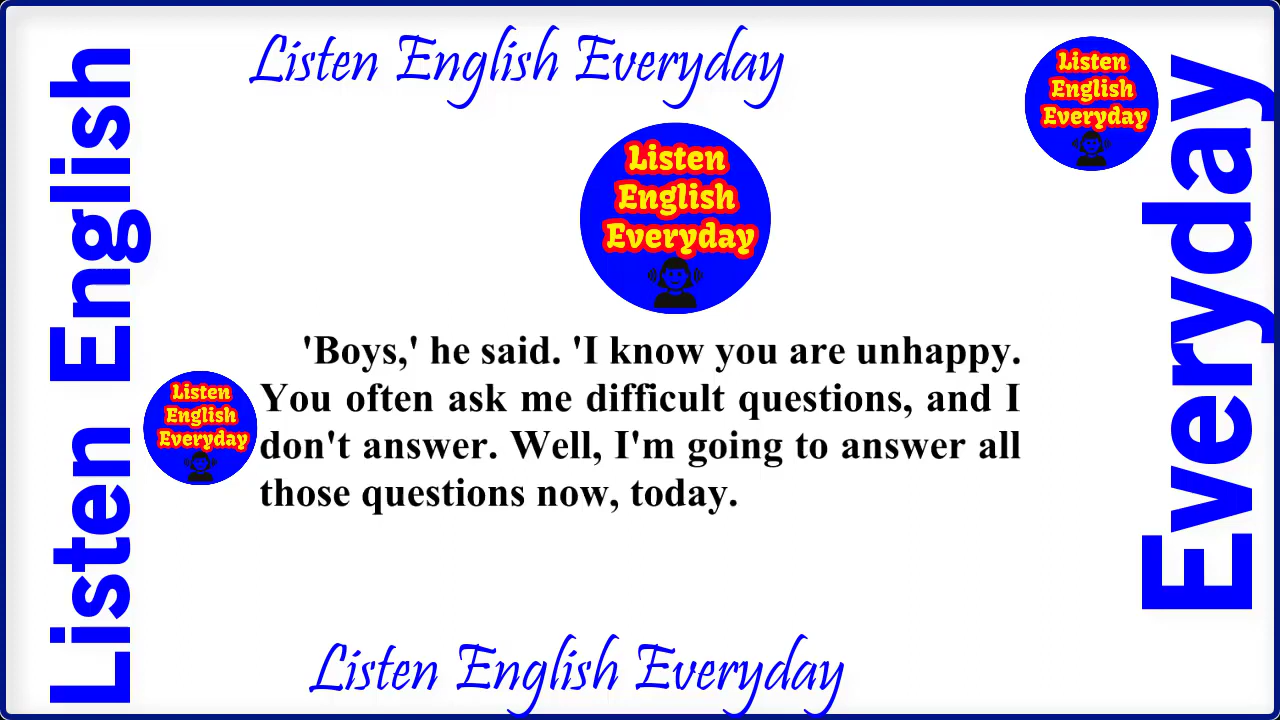 Listen English Everyday
Listen
English
Everyday
Listen
English
Everyday
Listen English
Everyday
'Boys,' he said. 'I know you are unhappy.
You often ask me difficult questions, and I
don't answer. Well, I'm going to answer all
those questions now, today.
Listen
English
Everyday
Listen English Everyday